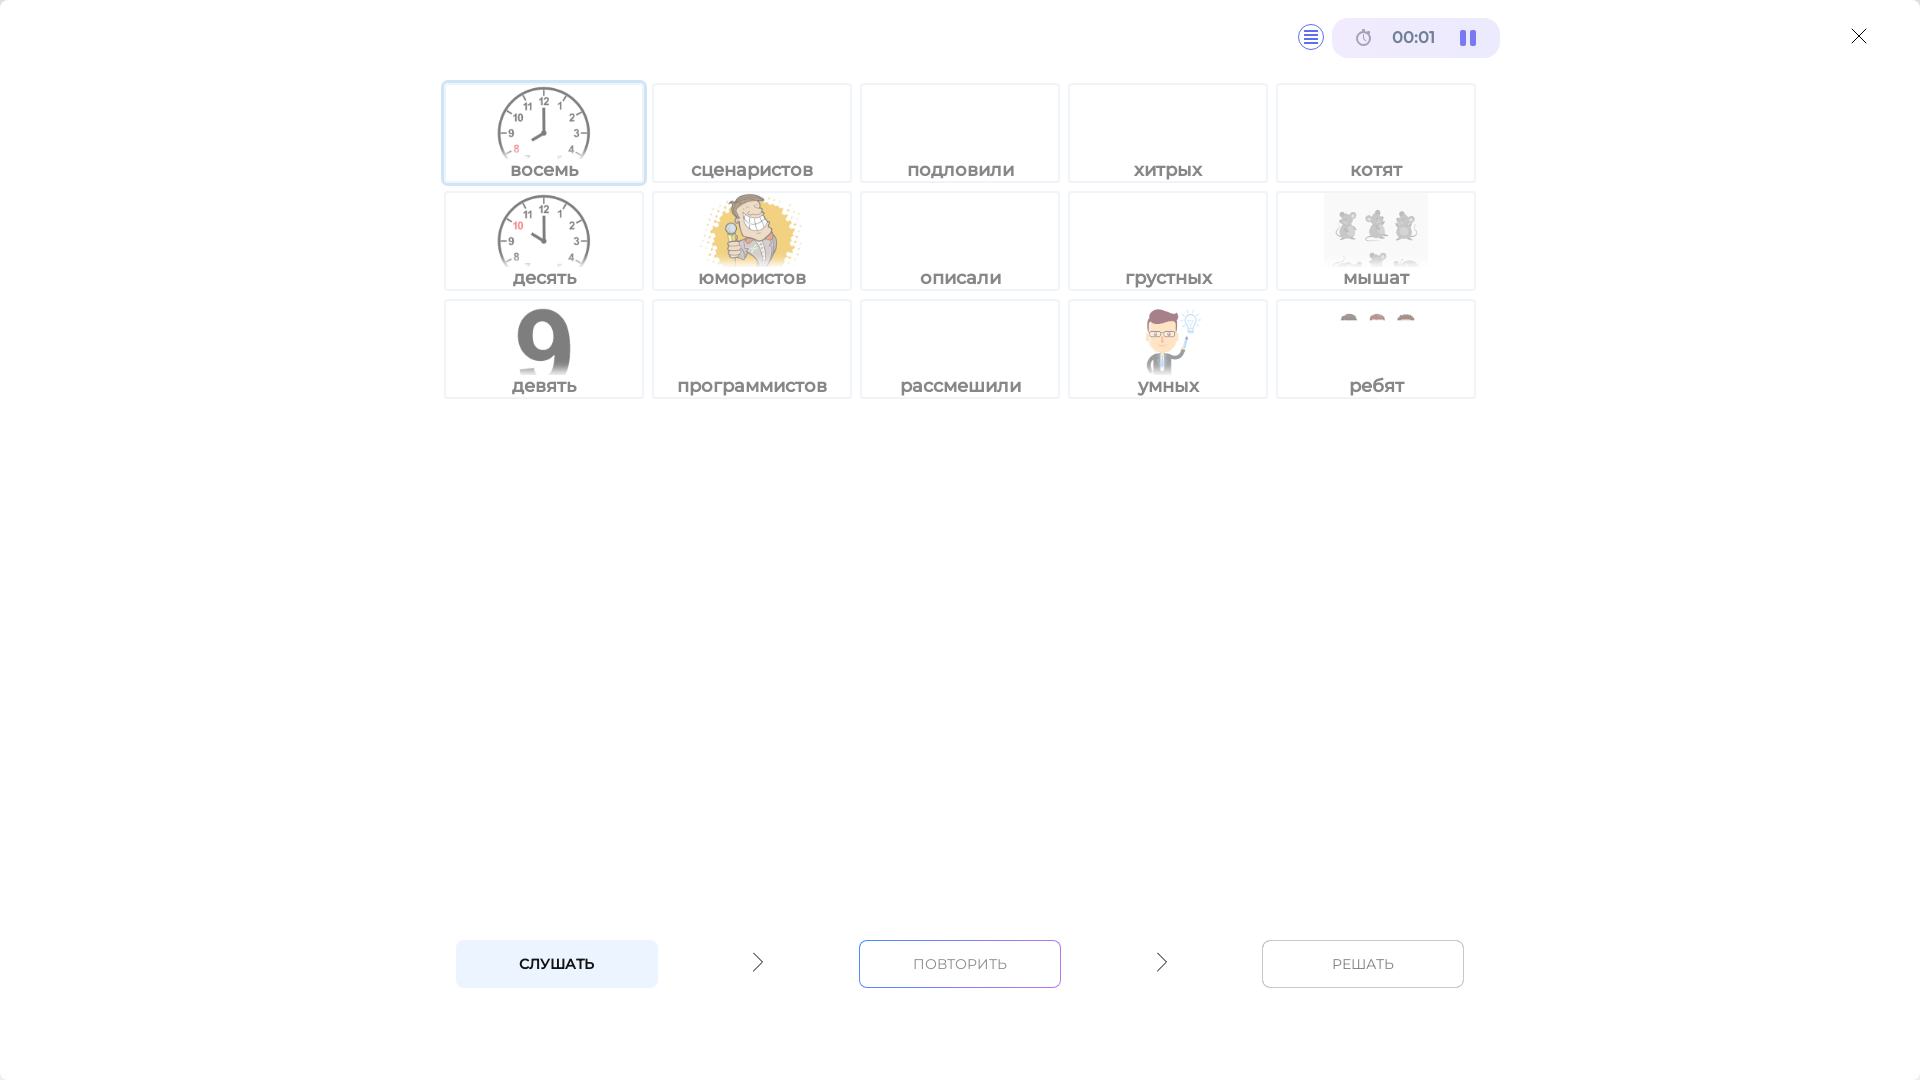 00:01
восемь сценаристов подловили хитрых котят
десять юмористов описали грустных мышат
9
девять программистов рассмешили умных ребят
СЛУШАТЬ ПОВТОРИТЬ РЕШАТЬ